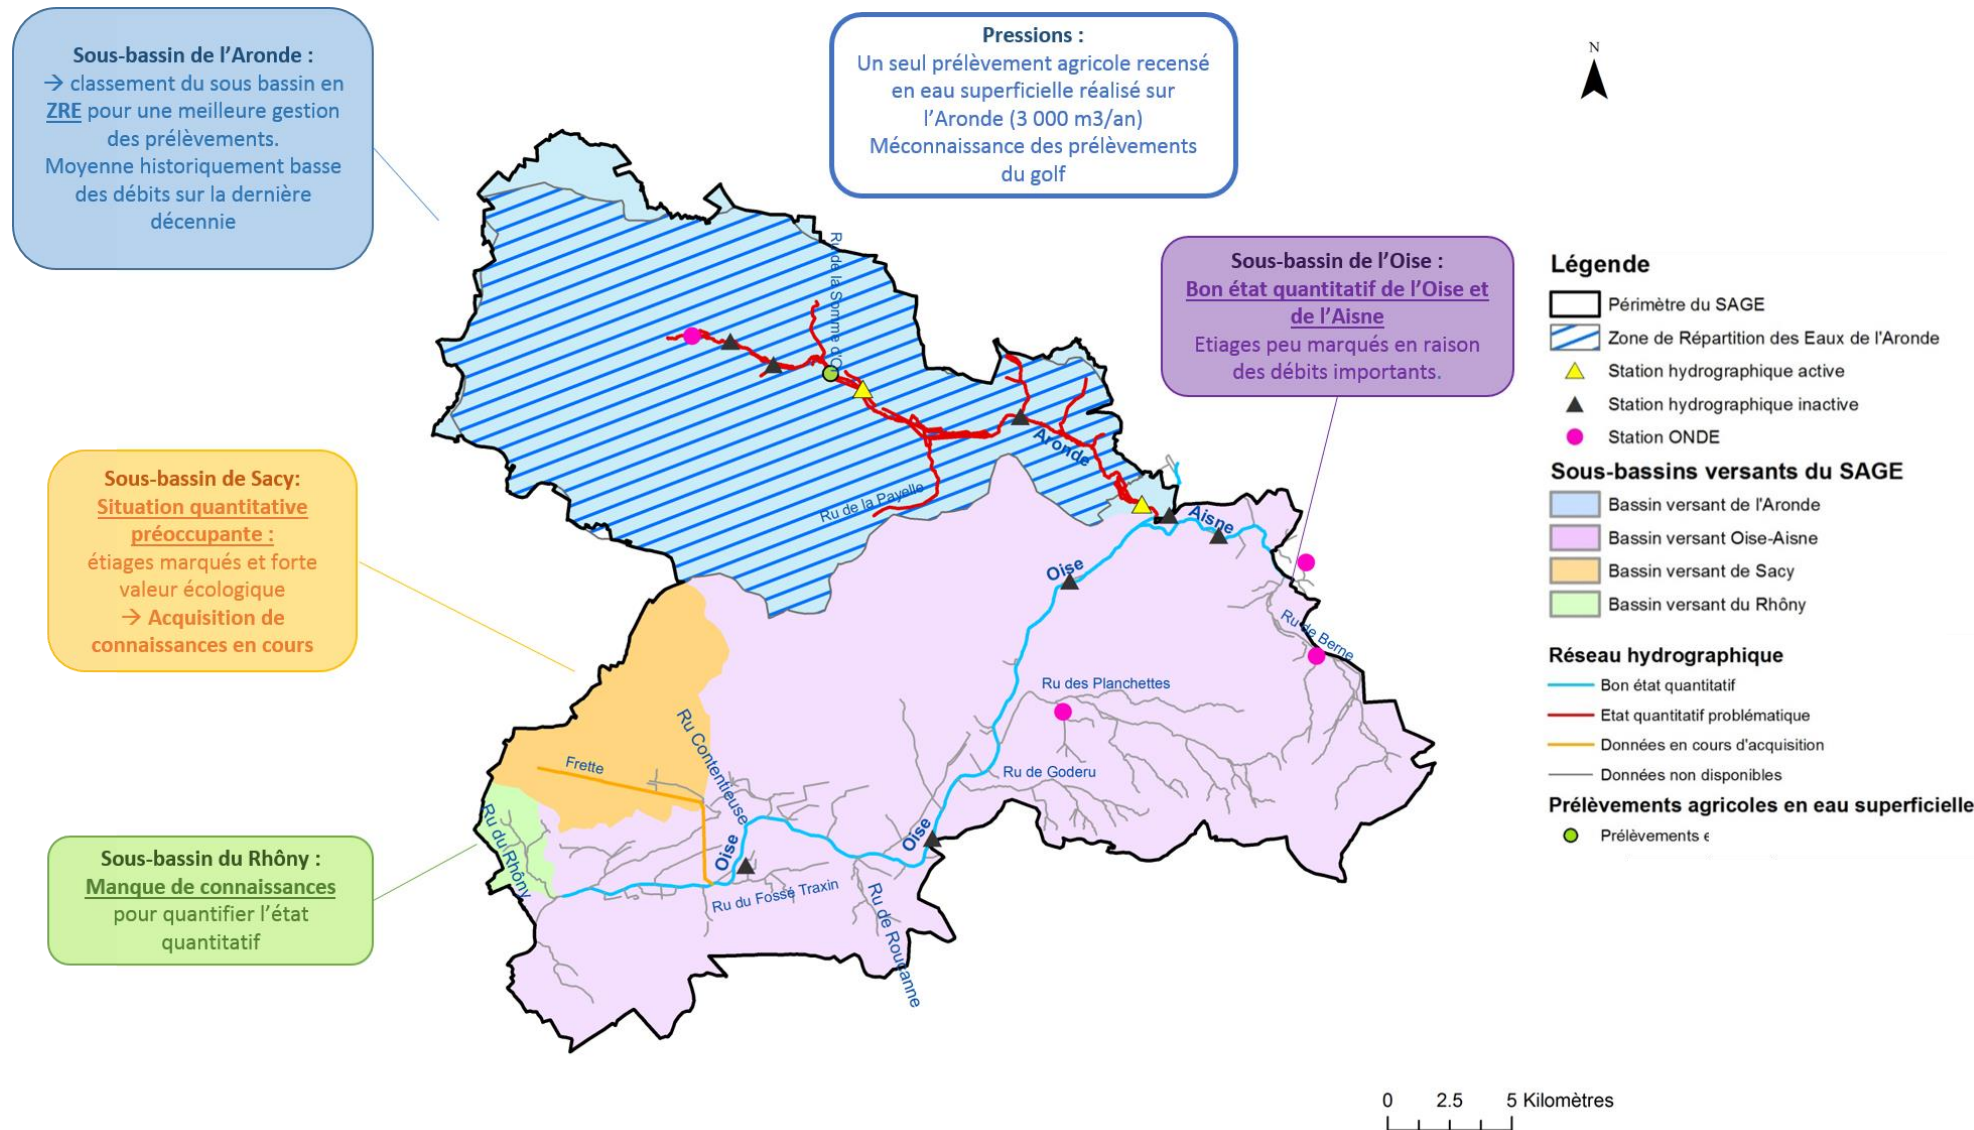 Sous-bassin de l'Aronde :
→ classement du sous bassin en
ZRE pour une meilleure gestion
des prélèvements.
Moyenne historiquement basse
des débits sur la dernière
décennie
Pressions :
Un seul prélèvement agricole recensé
en eau superficielle réalisé sur
l'Aronde (3 000 m3/an)
Méconnaissance des prélèvements
du golf
N
Sous-bassin de l'Oise :
Bon état quantitatif de l'Oise et
de l'Aisne
Etiages peu marqués en raison
des débits importants.
Sous-bassin de Sacy:
Situation quantitative
préoccupante :
étiages marqués et forte
valeur écologique
→ Acquisition de
connaissances en cours
Sous-bassin du Rhôny :
Manque de connaissances
pour quantifier l'état
quantitatif
Ru de la Somme d'O
Aronde
Ru de la Payelle
Aisne
Oise
Ru de Berne
Ru des Planchettes
Ru Contentieuse
Frette
Ru de Goderu
Ru du Rhôny
Oise
Oise
Ru du Fossé Traxin
Ru de Rouanne
Légende
Périmètre du SAGE
Zone de Répartition des Eaux de l'Aronde
Station hydrographique active
Station hydrographique inactive
Station ONDE
Sous-bassins versants du SAGE
Bassin versant de l'Aronde
Bassin versant Oise-Aisne
Bassin versant de Sacy
Bassin versant du Rhôny
Réseau hydrographique
Bon état quantitatif
Etat quantitatif problématique
Données en cours d'acquisition
Données non disponibles
Prélèvements agricoles en eau superficielle
Prélèvements e
0 2.5 5 Kilomètres